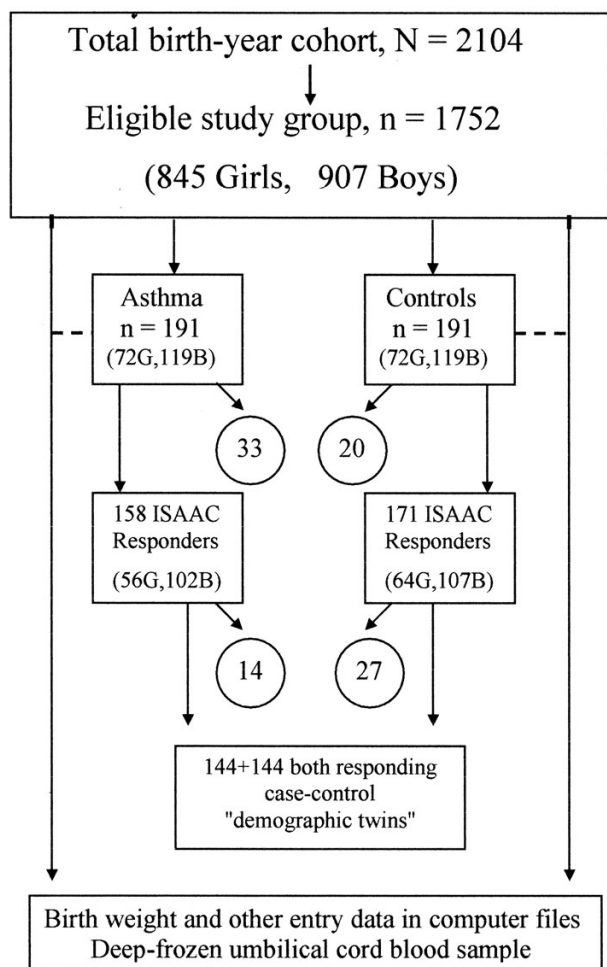 Total birth-year cohort, N = 2104
Eligible study group, n = 1752
(845 Girls, 907 Boys)
Asthma
n = 191
(72G,119B)
Controls
n = 191
(72G,119B)
33
20
158 ISAAC
Responders
(56G,102B)
171 ISAAC
Responders
(64G,107B)
14
27
144+144 both responding
case-control
"demographic twins"
Birth weight and other entry data in computer files
Deep-frozen umbilical cord blood sample